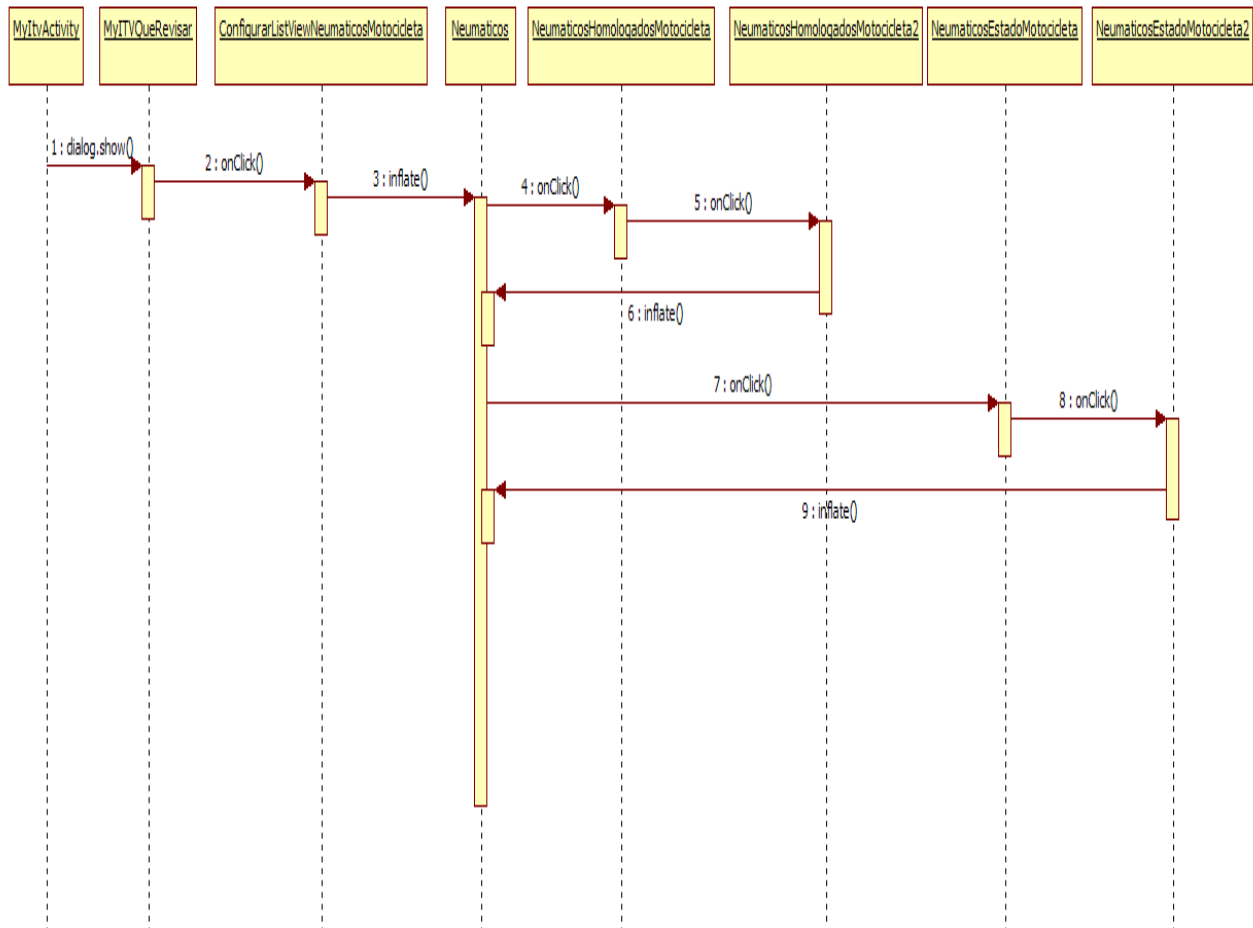 MyItvActivity
MyITVQueRevisar
ConfigurarListViewNeumaticosMotocicleta
Neumaticos
NeumaticosHomologadosMotocicleta
NeumaticosHomologadosMotocicleta2
NeumaticosEstadoMotocicleta
NeumaticosEstadoMotocicleta2
1 : dialog.show()
2 : onClick()
3 : inflate()
4 : onClick()
5 : onClick()
6 : inflate()
7 : onClick()
8 : onClick()
9 : inflate()